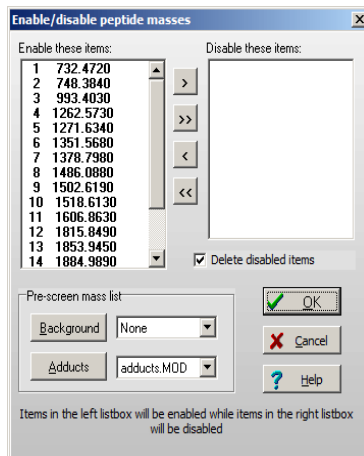 Enable/disable peptide masses
Enable these items:
Disable these items:
1 732.4720
2 748.3840
3 993.4030
4 1262.5730
5 1271.6340
6 1351.5680
7 1378.7980
8 1486.0880
9 1502.6190
10 1518.6130
11 1606.8630
12 1815.8490
13 1853.9450
14 1884.9890
>
>>
<
<<
Delete disabled items
Pre-screen mass list
Background
None
Adducts
adducts.MOD
OK
Cancel
Help
Items in the left listbox will be enabled while items in the right listbox
will be disabled